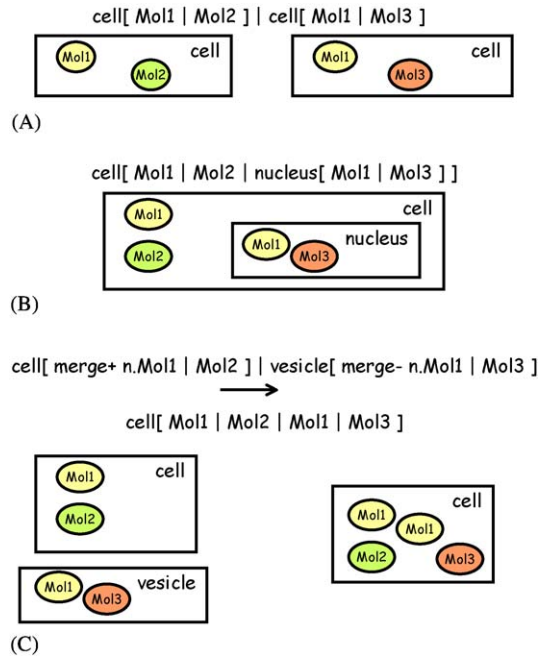 cell[ Mol1 | Mol2 ] | cell[ Mol1 | Mol3 ]
cell cell
Mol1 Mol1
Mol2 Mol3
(A)
cell[ Mol1 | Mol2 | nucleus[ Mol1 | Mol3 ] ]
cell
Mol1
nucleus
Mol1
Mol2 Mol3
(B)
cell[ merge+ n.Mol1 | Mol2 ] | vesicle[ merge- n.Mol1 | Mol3 ]
cell[ Mol1 | Mol2 | Mol1 | Mol3 ]
cell
Mol1
Mol2
vesicle
Mol1
Mol3
cell
Mol1
Mol1
Mol2
Mol3
(C)